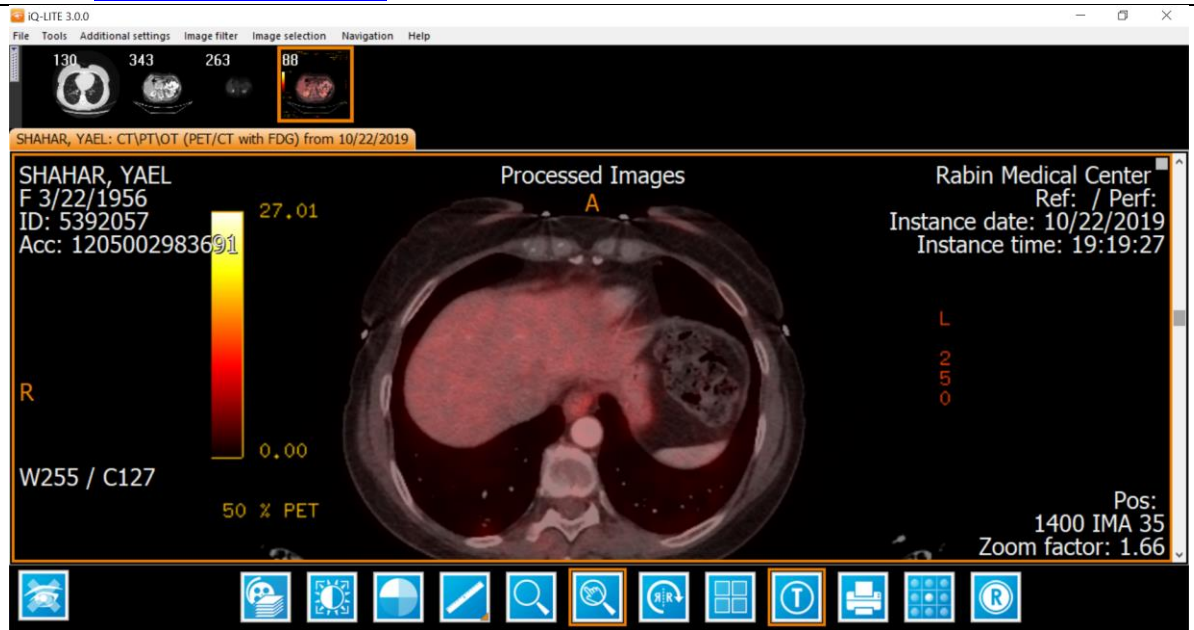 iQ-LITE 3.0.0
File Tools Additional settings Image filter Image selection Navigation Help
130 343 263 88
SHAHAR, YAEL: CT\PT\OT (PET/CT with FDG) from 10/22/2019
SHAHAR, YAEL
F 3/22/1956
ID: 5392057
Acc: 1205002983691
27.01
R
0.00
W255 / C127
50 % PET
Processed Images
A
Rabin Medical Center
Ref: / Perf:
Instance date: 10/22/2019
Instance time: 19:19:27
L
2
5
0
Pos:
1400 IMA 35
Zoom factor: 1.66
R R T R